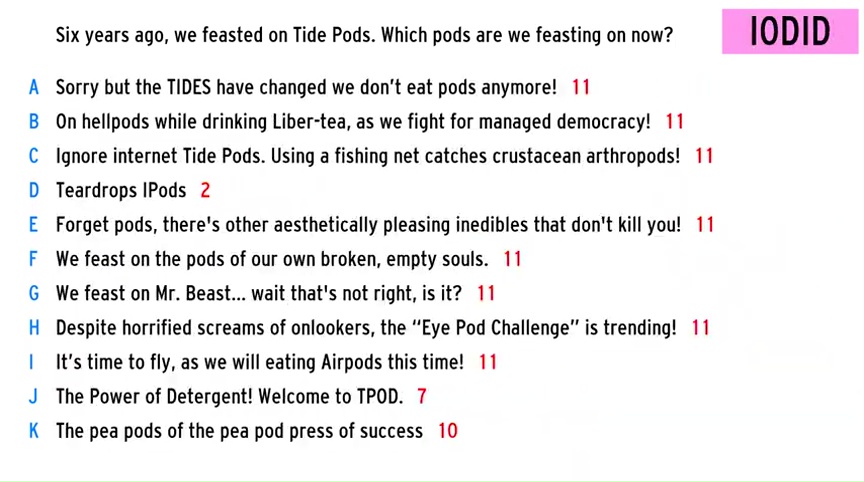 Six years ago, we feasted on Tide Pods. Which pods are we feasting on now?
IODID
A Sorry but the TIDES have changed we don't eat pods anymore! 11
B On hellpods while drinking Liber-tea, as we fight for managed democracy! 11
C Ignore internet Tide Pods. Using a fishing net catches crustacean arthropods! 11
D Teardrops IPods 2
E Forget pods, there's other aesthetically pleasing inedibles that don't kill you! 11
F We feast on the pods of our own broken, empty souls. 11
G We feast on Mr. Beast... wait that's not right, is it? 11
H Despite horrified screams of onlookers, the “Eye Pod Challenge” is trending! 11
I It's time to fly, as we will eating Airpods this time! 11
J The Power of Detergent! Welcome to TPOD. 7
K The pea pods of the pea pod press of success 10